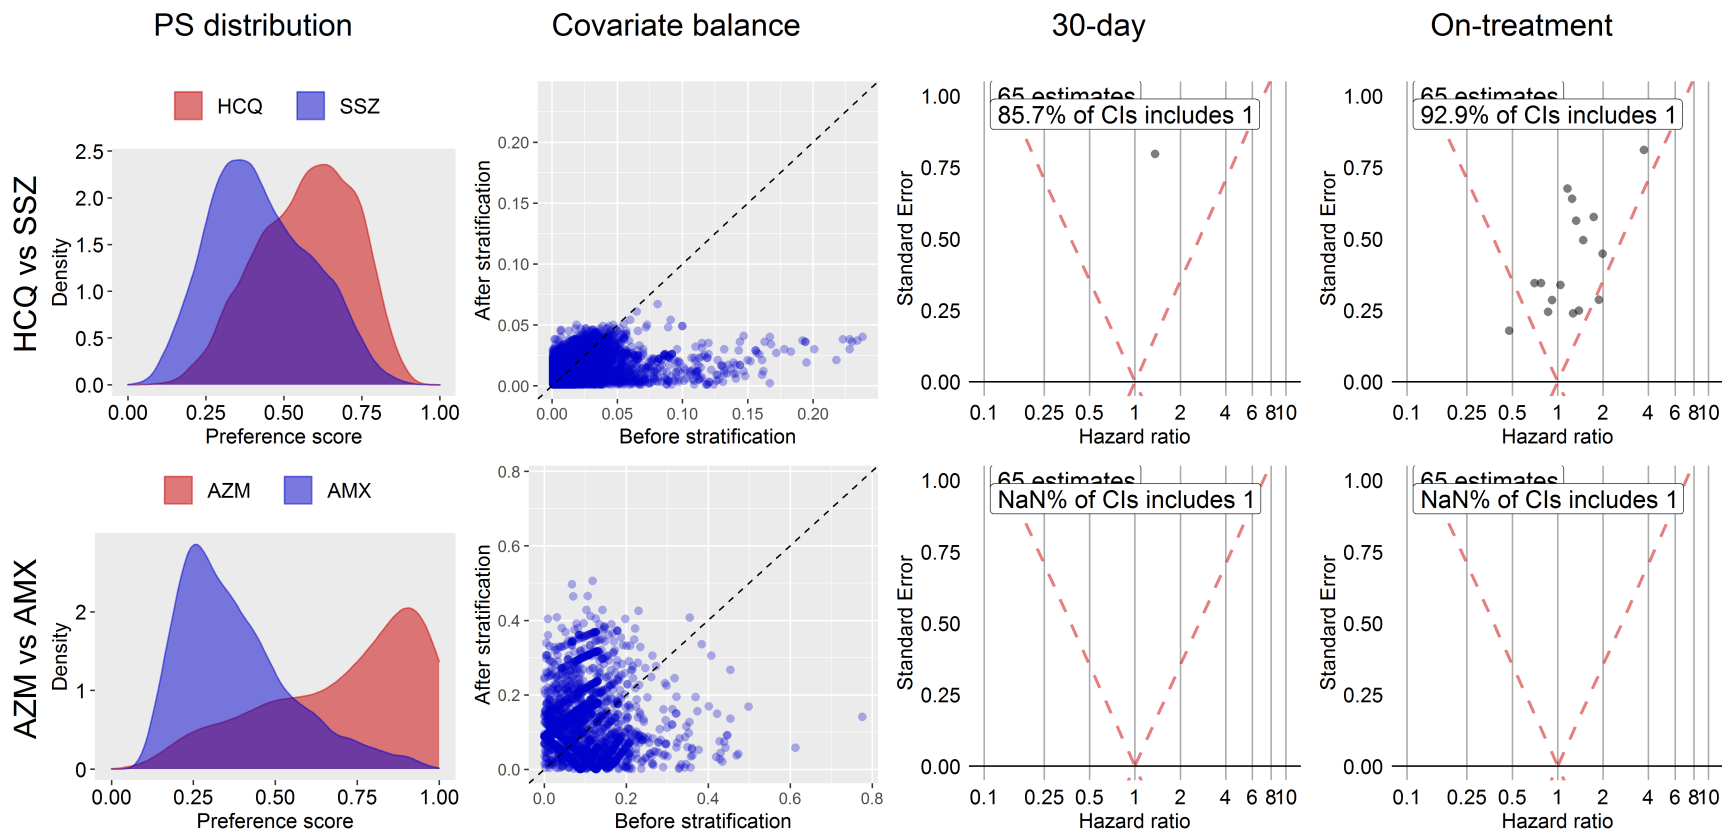 PS distribution
Covariate balance
30-day
On-treatment
HCQ vs SSZ
HCQ
SSZ
Density
2.5
2.0
1.5
1.0
0.5
0.0
0.00 0.25 0.50 0.75 1.00
Preference score
After stratification
0.20
0.15
0.10
0.05
0.00
0.00 0.05 0.10 0.15 0.20
Before stratification
65 estimates
85.7% of CIs includes 1
Standard Error
1.00
0.75
0.50
0.25
0.00
0.1 0.25 0.5 1 2 4 6 8 10
Hazard ratio
65 estimates
92.9% of CIs includes 1
Standard Error
1.00
0.75
0.50
0.25
0.00
0.1 0.25 0.5 1 2 4 6 8 10
Hazard ratio
AZM vs AMX
AZM
AMX
Density
2
1
0
0.00 0.25 0.50 0.75 1.00
Preference score
After stratification
0.8
0.6
0.4
0.2
0.0
0.0 0.2 0.4 0.6 0.8
Before stratification
65 estimates
NaN% of CIs includes 1
Standard Error
1.00
0.75
0.50
0.25
0.00
0.1 0.25 0.5 1 2 4 6 8 10
Hazard ratio
65 estimates
NaN% of CIs includes 1
Standard Error
1.00
0.75
0.50
0.25
0.00
0.1 0.25 0.5 1 2 4 6 8 10
Hazard ratio